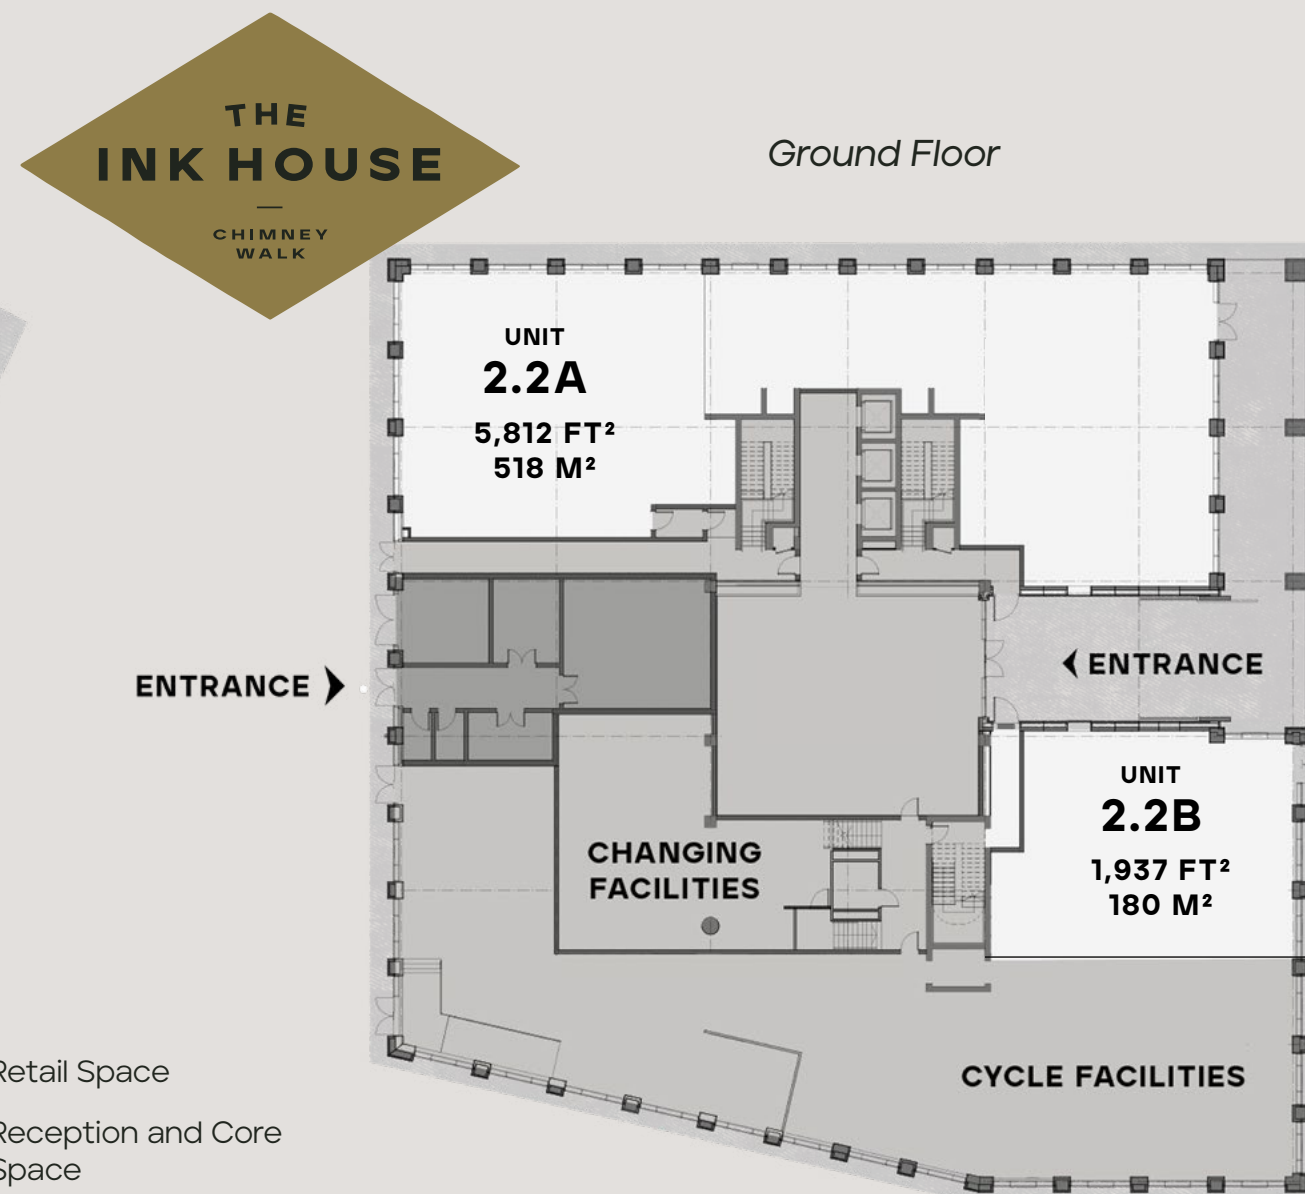 THE
INK HOUSE
CHIMNEY
WALK
Ground Floor
UNIT
2.2A
5,812 FT²
518 M²
ENTRANCE
ENTRANCE
UNIT
2.2B
1,937 FT²
180 M²
CHANGING
FACILITIES
CYCLE FACILITIES
Retail Space
Reception and Core
Space